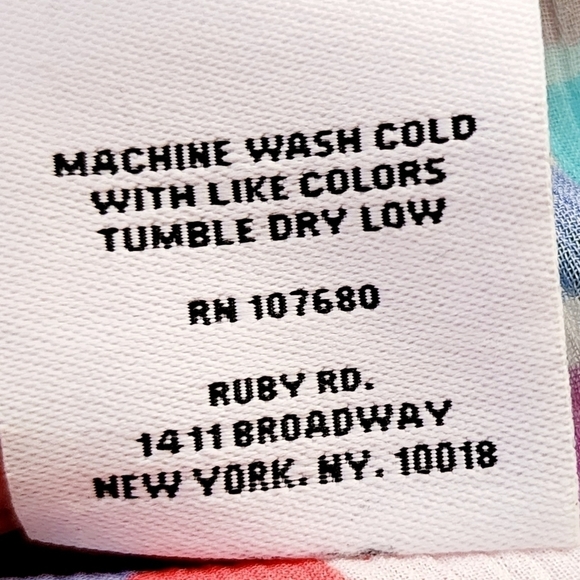 MACHINE WASH COLD
WITH LIKE COLORS
TUMBLE DRY LOW
RN 107680
RUBY RD.
1411 BROADWAY
NEW YORK. NY. 10018